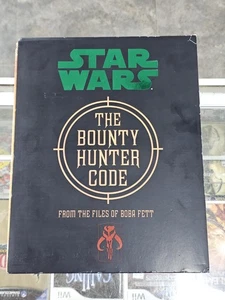 STAR
WARS
THE
BOUNTY
HUNTER
CODE
FROM THE FILES OF BOBA FETT